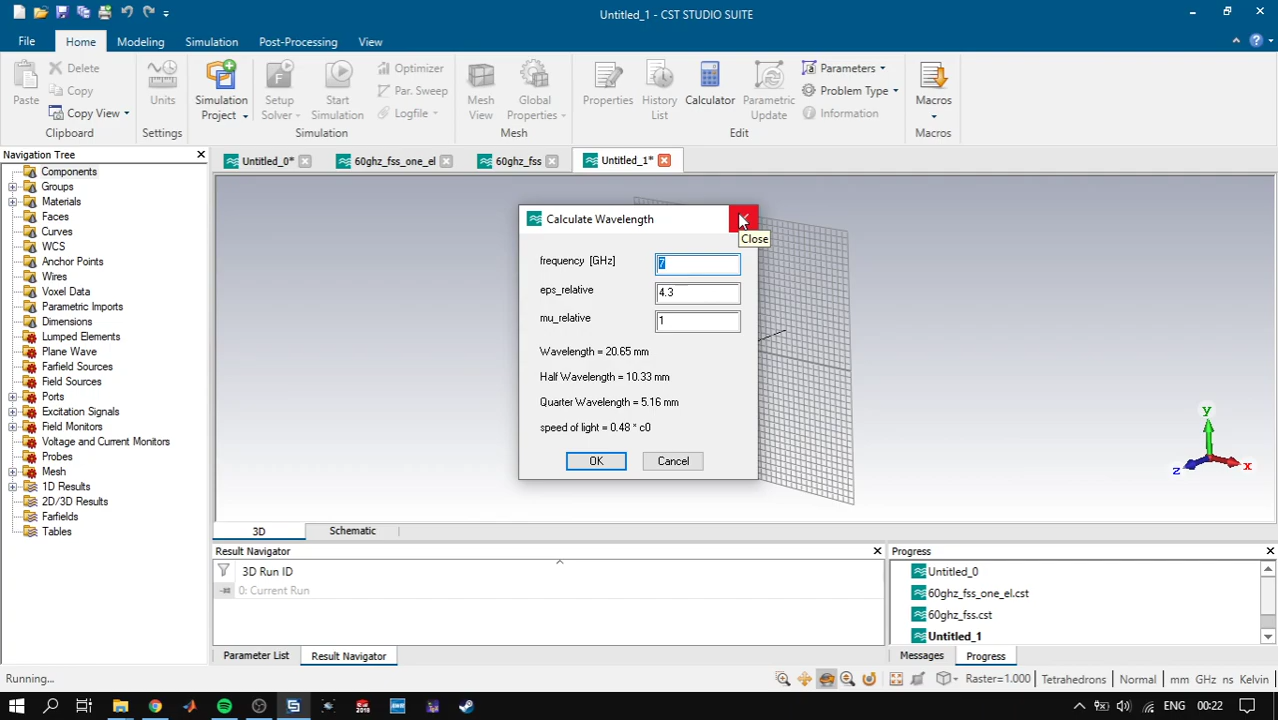 Untitled_1 - CST STUDIO SUITE
File
Home
Modeling
Simulation
Post-Processing
View
Paste
Delete
Copy
Copy View
Clipboard
Units
Settings
Simulation Project
Setup Solver
Start Simulation
Optimizer
Par. Sweep
Logfile
Simulation
Mesh View
Global Properties
Mesh
Properties
History List
Calculator
Parametric Update
Parameters
Problem Type
Information
Edit
Macros
Macros
Navigation Tree
Untitled_0*
60ghz_fss_one_el
60ghz_fss
Untitled_1*
Components
Groups
Materials
Faces
Curves
WCS
Anchor Points
Wires
Voxel Data
Parametric Imports
Dimensions
Lumped Elements
Plane Wave
Farfield Sources
Field Sources
Ports
Excitation Signals
Field Monitors
Voltage and Current Monitors
Probes
Mesh
1D Results
2D/3D Results
Farfields
Tables
Calculate Wavelength
Close
frequency [GHz]
7
eps_relative
4.3
mu_relative
1
Wavelength = 20.65 mm
Half Wavelength = 10.33 mm
Quarter Wavelength = 5.16 mm
speed of light = 0.48 * c0
OK
Cancel
y
x
z
3D
Schematic
Result Navigator
3D Run ID
0: Current Run
Parameter List
Result Navigator
Progress
Untitled_0
60ghz_fss_one_el.cst
60ghz_fss.cst
Untitled_1
Messages
Progress
Running...
Raster=1.000
Tetrahedrons
Normal
mm GHz ns Kelvin
ENG
00:22